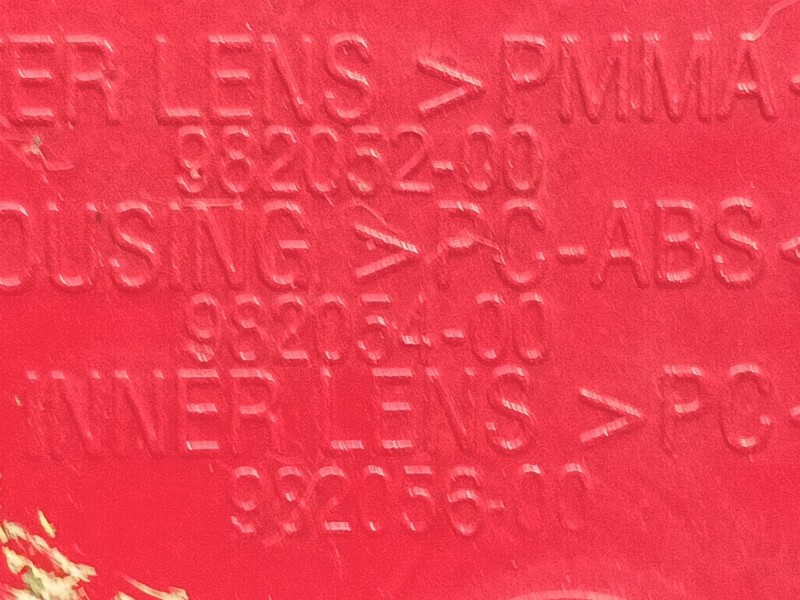 ER LENS >PMMA<
982052-00
OUSING >PC-ABS<
982054-00
INNER LENS >PC<
982056-00